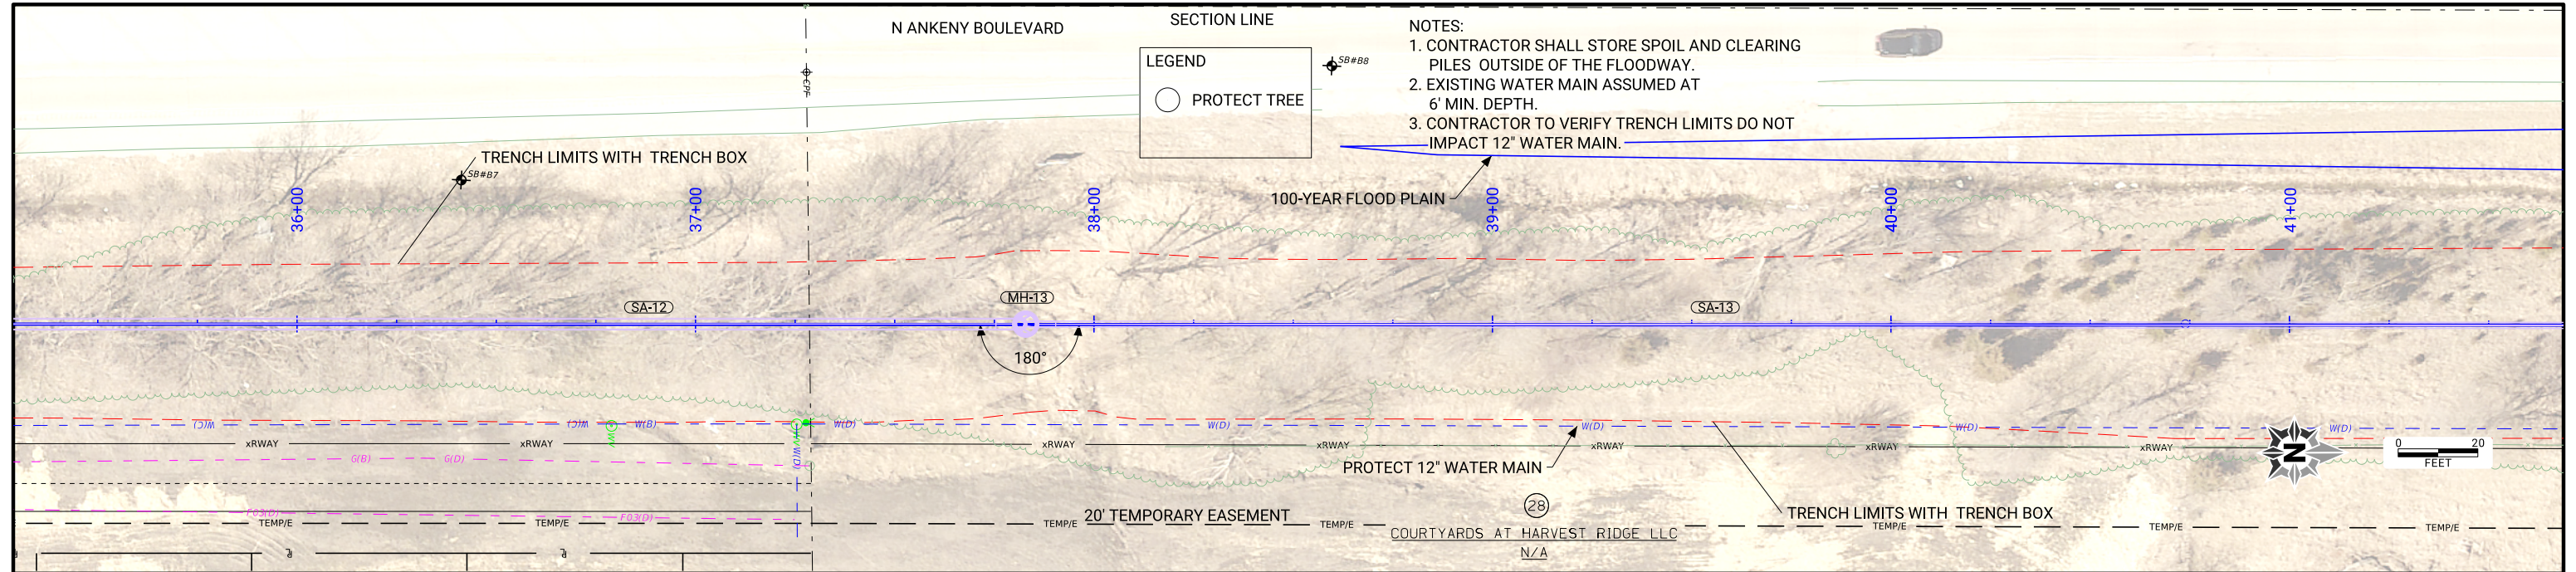 N ANKENY BOULEVARD
SECTION LINE
NOTES:
1. CONTRACTOR SHALL STORE SPOIL AND CLEARING
PILES OUTSIDE OF THE FLOODWAY.
2. EXISTING WATER MAIN ASSUMED AT
6' MIN. DEPTH.
3. CONTRACTOR TO VERIFY TRENCH LIMITS DO NOT
IMPACT 12" WATER MAIN.
LEGEND
PROTECT TREE
SB#B8
CPF
TRENCH LIMITS WITH TRENCH BOX
SB#B7
100-YEAR FLOOD PLAIN
36+00
37+00
38+00
39+00
40+00
41+00
SA-12
MH-13
SA-13
180°
W(C)
W(C)
W(B)
W(D)
W(D)
W(D)
W(D)
W(D)
WV
W(D)
xRWAY
xRWAY
xRWAY
xRWAY
xRWAY
xRWAY
xRWAY
G(B)
G(D)
PROTECT 12" WATER MAIN
N
0 20
FEET
F03(D)
F03(D)
28
TRENCH LIMITS WITH TRENCH BOX
TEMP/E
TEMP/E
TEMP/E
20' TEMPORARY EASEMENT
TEMP/E
TEMP/E
TEMP/E
TEMP/E
COURTYARDS AT HARVEST RIDGE LLC
N/A